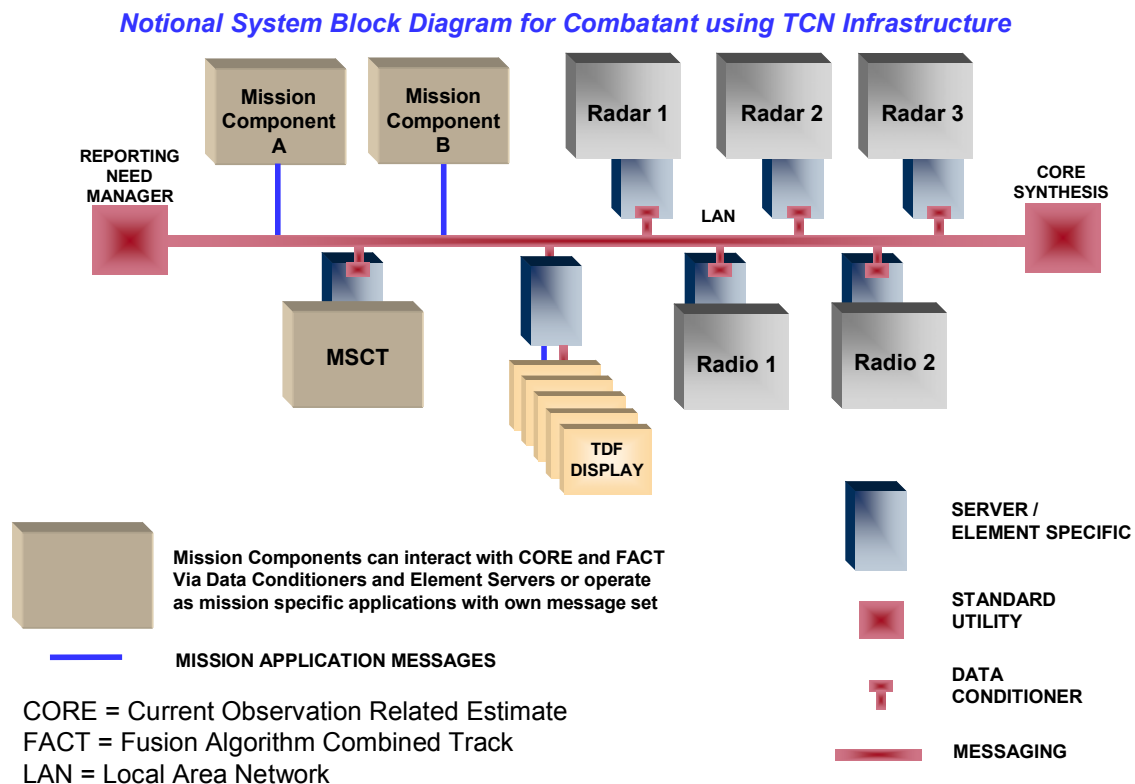 Notional System Block Diagram for Combatant using TCN Infrastructure
Mission
Component
A
Mission
Component
B
Radar 1
Radar 2
Radar 3
REPORTING
NEED
MANAGER
LAN
CORE
SYNTHESIS
MSCT
Radio 1
Radio 2
TDF
DISPLAY
Mission Components can interact with CORE and FACT
Via Data Conditioners and Element Servers or operate
as mission specific applications with own message set
MISSION APPLICATION MESSAGES
CORE = Current Observation Related Estimate
FACT = Fusion Algorithm Combined Track
LAN = Local Area Network
SERVER /
ELEMENT SPECIFIC
STANDARD
UTILITY
DATA
CONDITIONER
MESSAGING